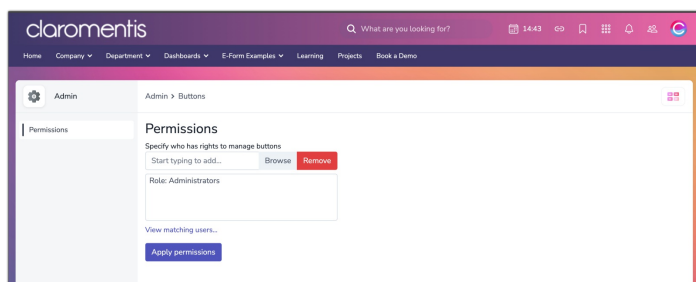 claromentis
What are you looking for?
14:43
Home Company Department Dashboards E-Form Examples Learning Projects Book a Demo
Admin
Admin > Buttons
Permissions
Permissions
Specify who has rights to manage buttons
Start typing to add... Browse Remove
Role: Administrators
View matching users...
Apply permissions